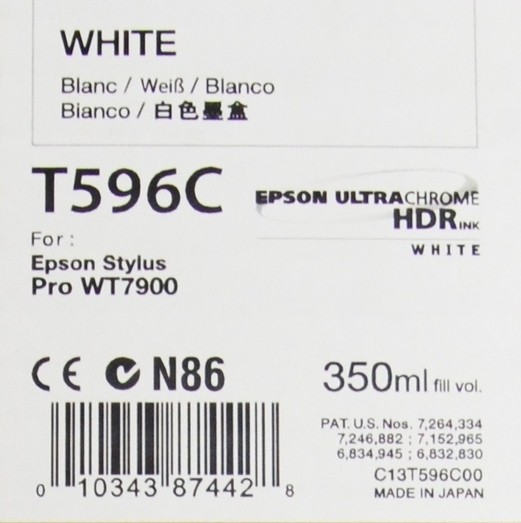 WHITE
Blanc / Weiß / Blanco
Bianco / 白色墨盒
T596C
EPSON ULTRACHROME
HDR INK
WHITE
For :
Epson Stylus
Pro WT7900
CE N86
350ml fill vol.
PAT. U.S. Nos. 7,264,334
7,246,882 ; 7,152,965
6,834,945 ; 6,832,830
C13T596C00
MADE IN JAPAN
0 10343 87442 8